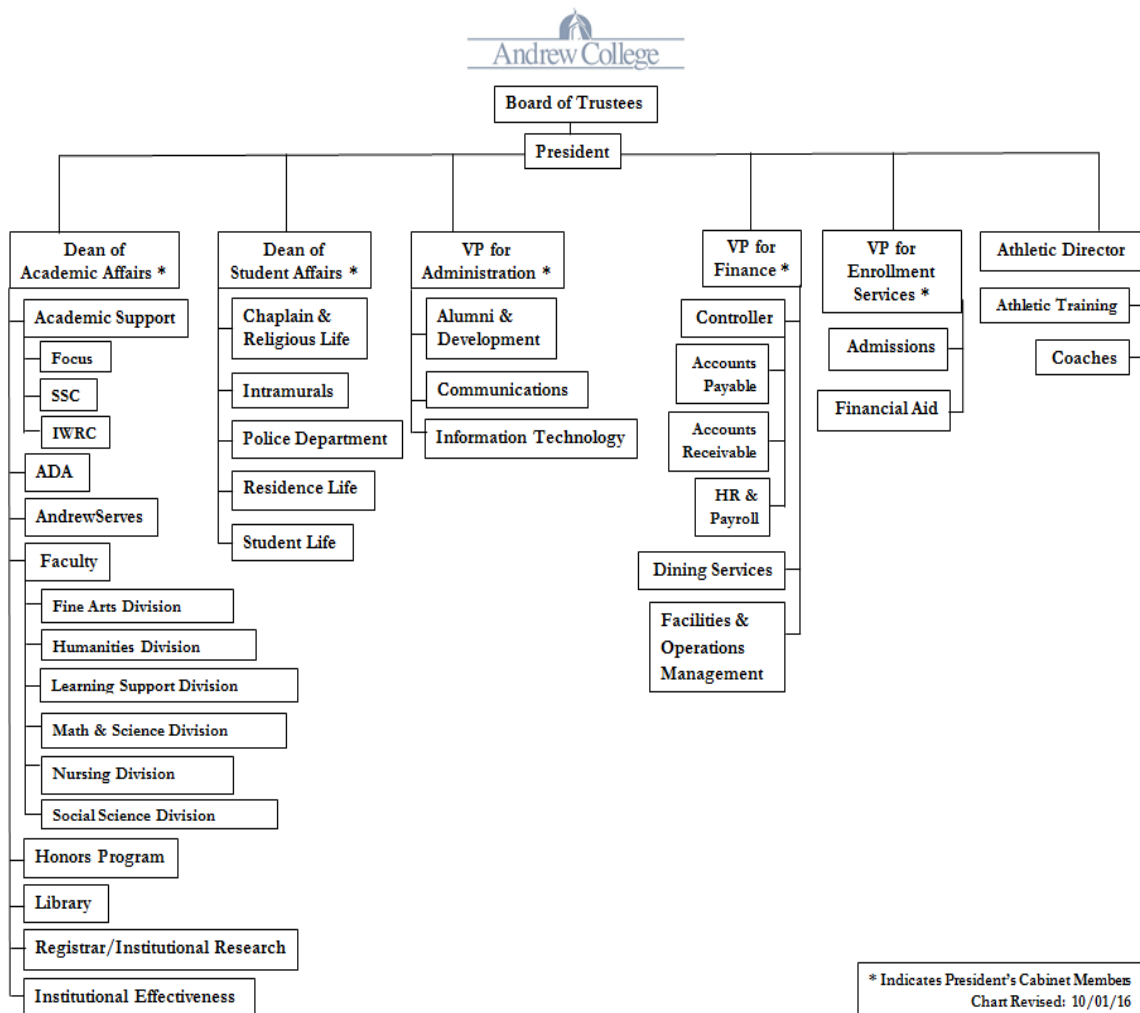 Andrew College
Board of Trustees
President
Dean of
Academic Affairs *
Academic Support
Focus
SSC
IWRC
ADA
AndrewServes
Faculty
Fine Arts Division
Humanities Division
Learning Support Division
Math & Science Division
Nursing Division
Social Science Division
Honors Program
Library
Registrar/Institutional Research
Institutional Effectiveness
Dean of
Student Affairs *
Chaplain &
Religious Life
Intramurals
Police Department
Residence Life
Student Life
VP for
Administration *
Alumni &
Development
Communications
Information Technology
VP for
Finance *
Controller
Accounts
Payable
Accounts
Receivable
HR &
Payroll
Dining Services
Facilities &
Operations
Management
VP for
Enrollment
Services *
Admissions
Financial Aid
Athletic Director
Athletic Training
Coaches
* Indicates President's Cabinet Members
Chart Revised: 10/01/16